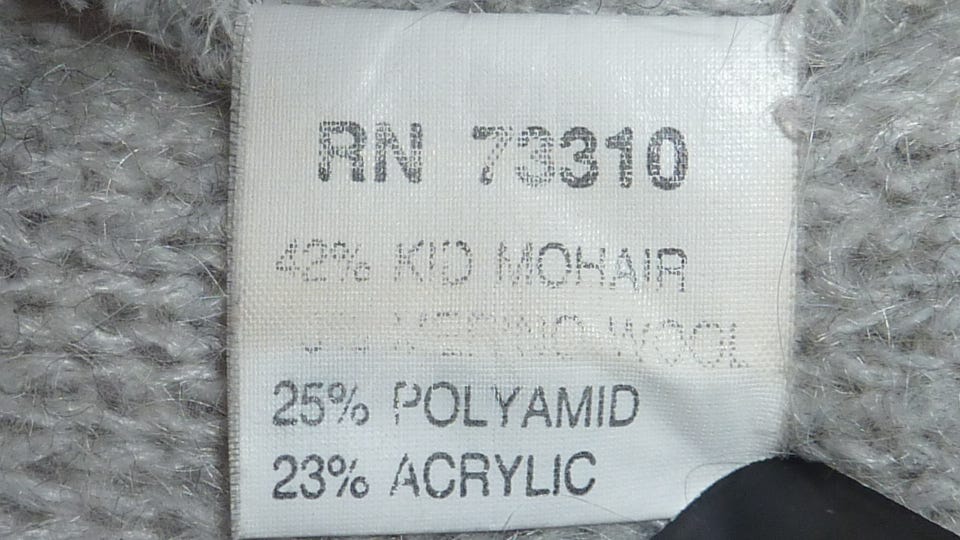 RN 73310
42% KID MOHAIR
MERINO WOOL
25% POLYAMID
23% ACRYLIC